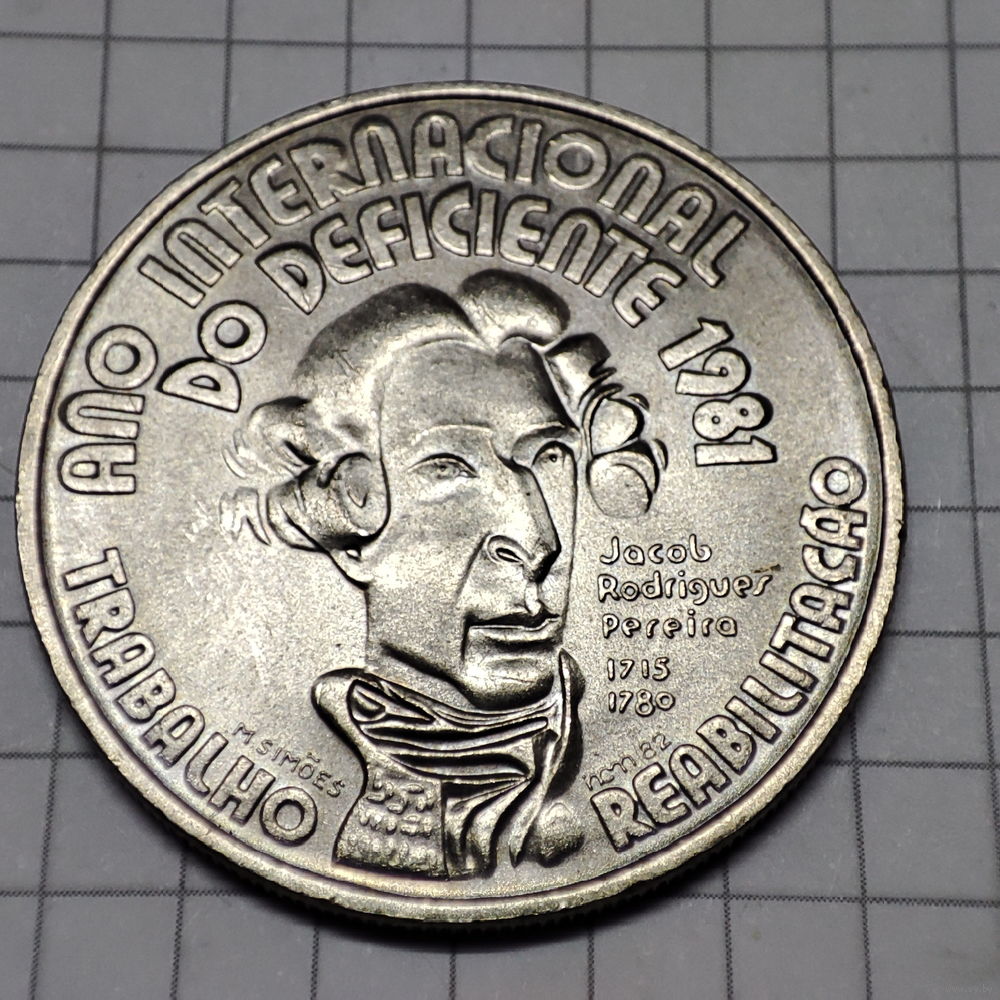 ANO INTERNACIONAL
DO DEFICIENTE 1981
Jacob
Rodrigues
Pereira
1715
1780
M SIMÕES
TRABALHO REABILITAÇÃO